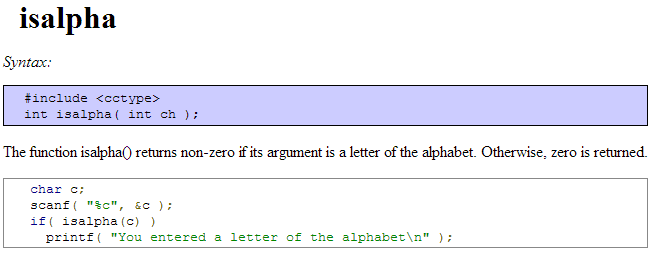 isalpha
Syntax:
#include <cctype>
int isalpha( int ch );
The function isalpha() returns non-zero if its argument is a letter of the alphabet. Otherwise, zero is returned.
char c;
scanf( "%c", &c );
if( isalpha(c) )
printf( "You entered a letter of the alphabet\n" );